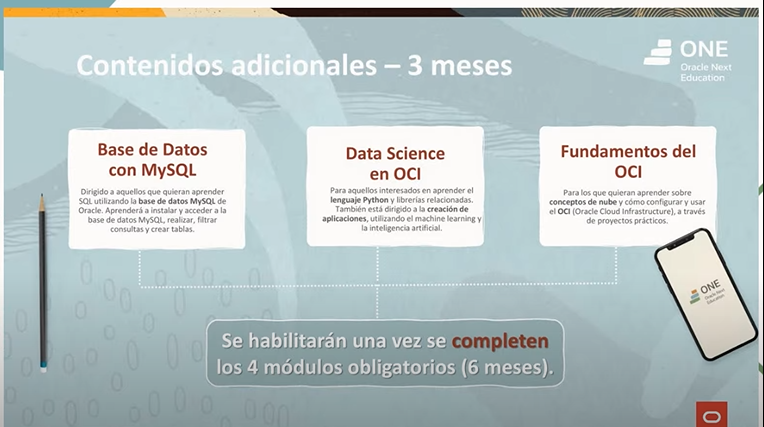 Contenidos adicionales – 3 meses
ONE
Oracle Next
Education
Base de Datos
con MySQL
Dirigido a aquellos que quieran aprender
SQL utilizando la base de datos MySQL de
Oracle. Aprenderá a instalar y acceder a la
base de datos MySQL, realizar, filtrar
consultas y crear tablas.
Data Science
en OCI
Para aquellos interesados en aprender el
lenguaje Python y librerías relacionadas.
También está dirigido a la creación de
aplicaciones, utilizando el machine learning y
la inteligencia artificial.
Fundamentos del
OCI
Para los que quieran aprender sobre
conceptos de nube y cómo configurar y usar
el OCI (Oracle Cloud Infrastructure), a través
de proyectos prácticos.
ONE
Oracle Next
Education
Se habilitarán una vez se completen
los 4 módulos obligatorios (6 meses).